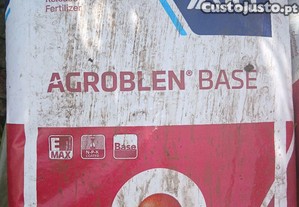 Custojusto.pt
Fertilizer
AGROBLEN® BASE
E
MAX
N-P-K
Base